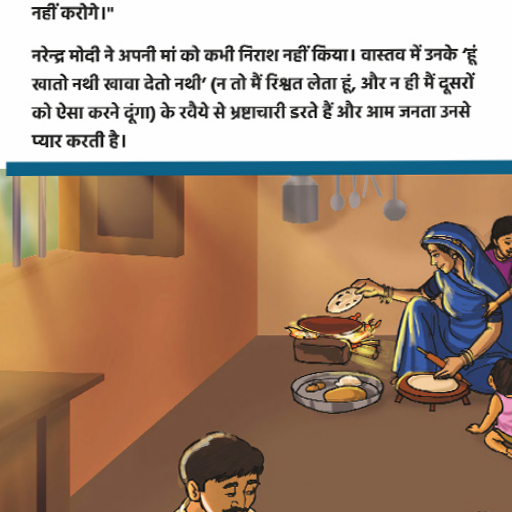 नहीं करोगे।"
नरेन्द्र मोदी ने अपनी मां को कभी निराश नहीं किया। वास्तव में उनके ‘हूं
खातो नथी खावा देतो नथी’ (न तो मैं रिश्वत लेता हूं, और न ही मैं दूसरों
को ऐसा करने दूंगा) के रवैये से भ्रष्टाचारी डरते हैं और आम जनता उनसे
प्यार करती है।